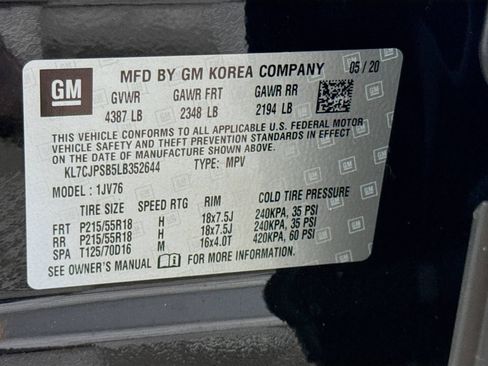 GM
MFD BY GM KOREA COMPANY 05/20
GVWR GAWR FRT GAWR RR
4387 LB 2348 LB 2194 LB
THIS VEHICLE CONFORMS TO ALL APPLICABLE U.S. FEDERAL MOTOR
VEHICLE SAFETY AND THEFT PREVENTION STANDARDS IN EFFECT
ON THE DATE OF MANUFACTURE SHOWN ABOVE.
KL7CJPSB5LB352644 TYPE: MPV
MODEL : 1JV76
TIRE SIZE SPEED RTG RIM COLD TIRE PRESSURE
FRT P215/55R18 H 18x7.5J 240KPA, 35 PSI
RR P215/55R18 H 18x7.5J 240KPA, 35 PSI
SPA T125/70D16 M 16x4.0T 420KPA, 60 PSI
SEE OWNER'S MANUAL FOR MORE INFORMATION.